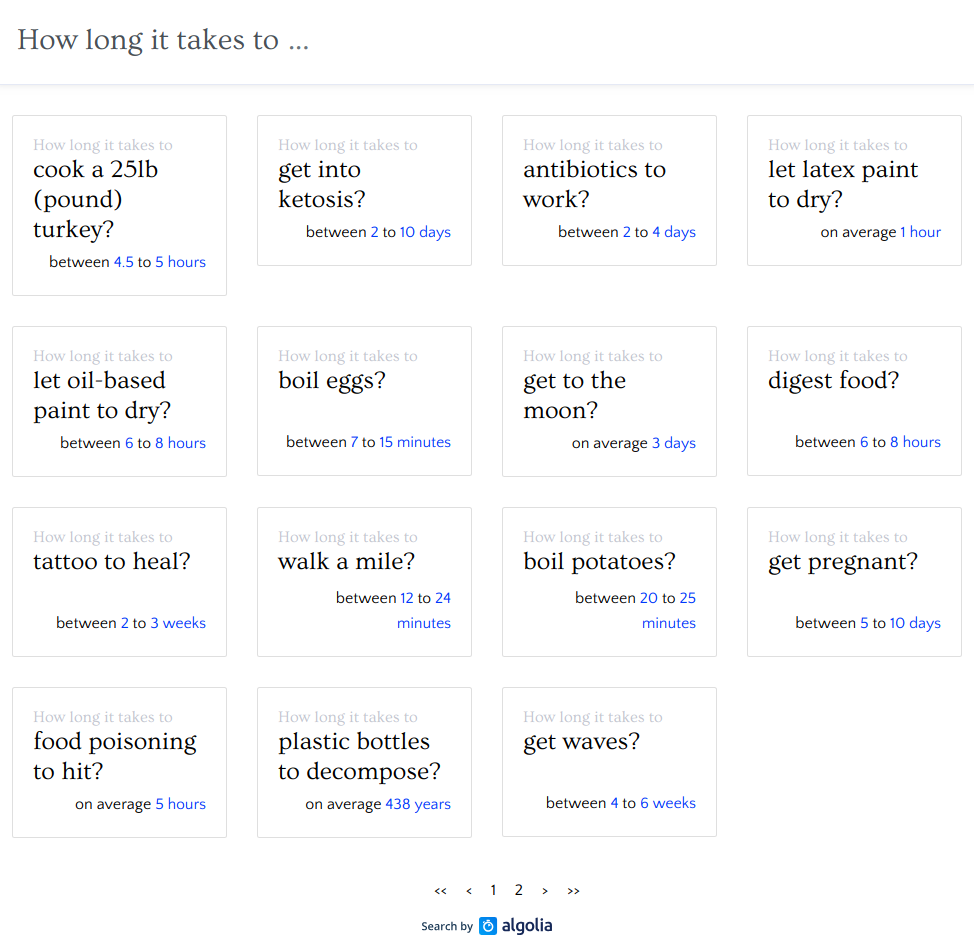 How long it takes to ...
How long it takes to
cook a 25lb
(pound)
turkey?
between 4.5 to 5 hours
How long it takes to
get into
ketosis?
between 2 to 10 days
How long it takes to
antibiotics to
work?
between 2 to 4 days
How long it takes to
let latex paint
to dry?
on average 1 hour
How long it takes to
let oil-based
paint to dry?
between 6 to 8 hours
How long it takes to
boil eggs?
between 7 to 15 minutes
How long it takes to
get to the
moon?
on average 3 days
How long it takes to
digest food?
between 6 to 8 hours
How long it takes to
tattoo to heal?
between 2 to 3 weeks
How long it takes to
walk a mile?
between 12 to 24
minutes
How long it takes to
boil potatoes?
between 20 to 25
minutes
How long it takes to
get pregnant?
between 5 to 10 days
How long it takes to
food poisoning
to hit?
on average 5 hours
How long it takes to
plastic bottles
to decompose?
on average 438 years
How long it takes to
get waves?
between 4 to 6 weeks
<< < 1 2 > >>
Search by algolia